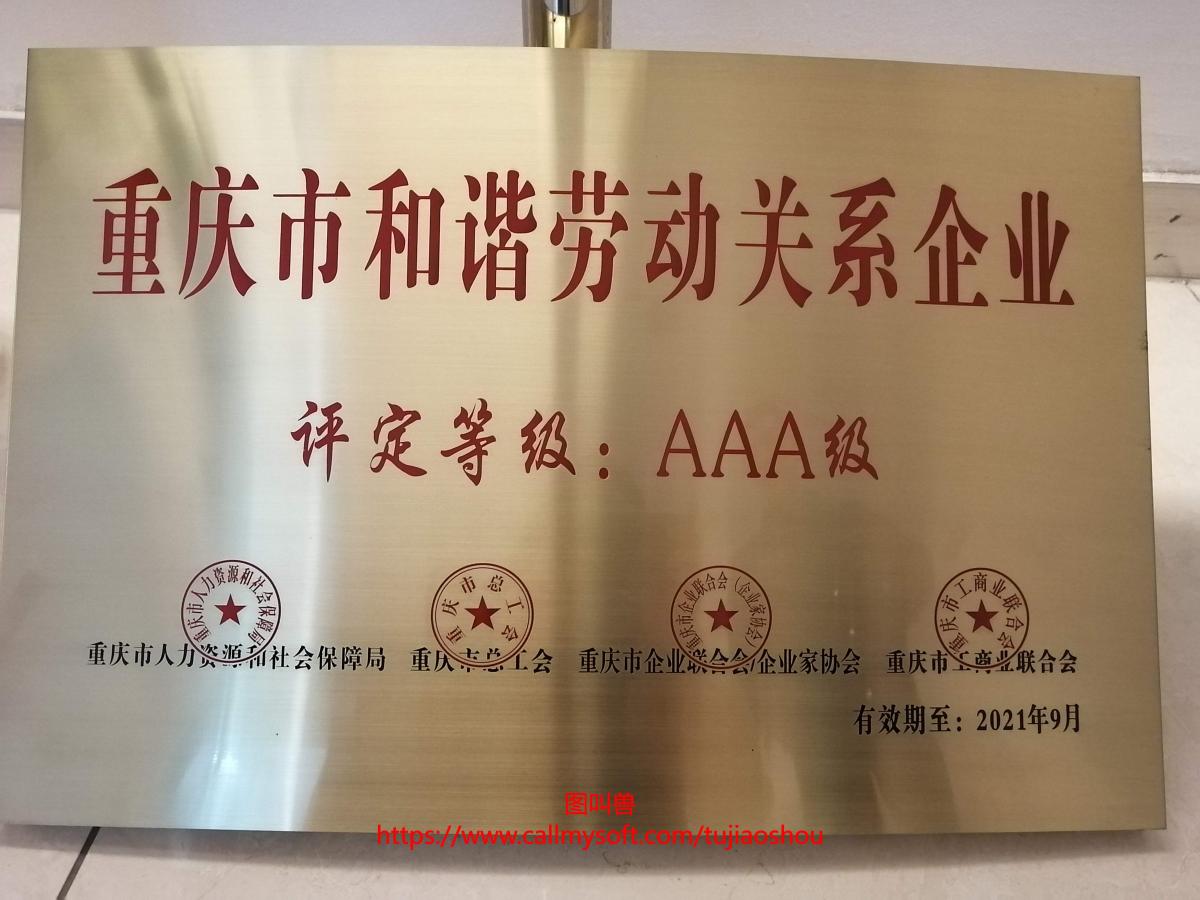 重庆市和谐劳动关系企业
评定等级：AAA级
重庆市人力资源和社会保障局
重庆市总工会
重庆市企业联合会（企业家协会）
重庆市工商业联合会
重庆市人力资源和社会保障局 重庆市总工会 重庆市企业联合会/企业家协会 重庆市工商业联合会
有效期至：2021年9月
图叫兽
https://www.callmysoft.com/tujiaoshou